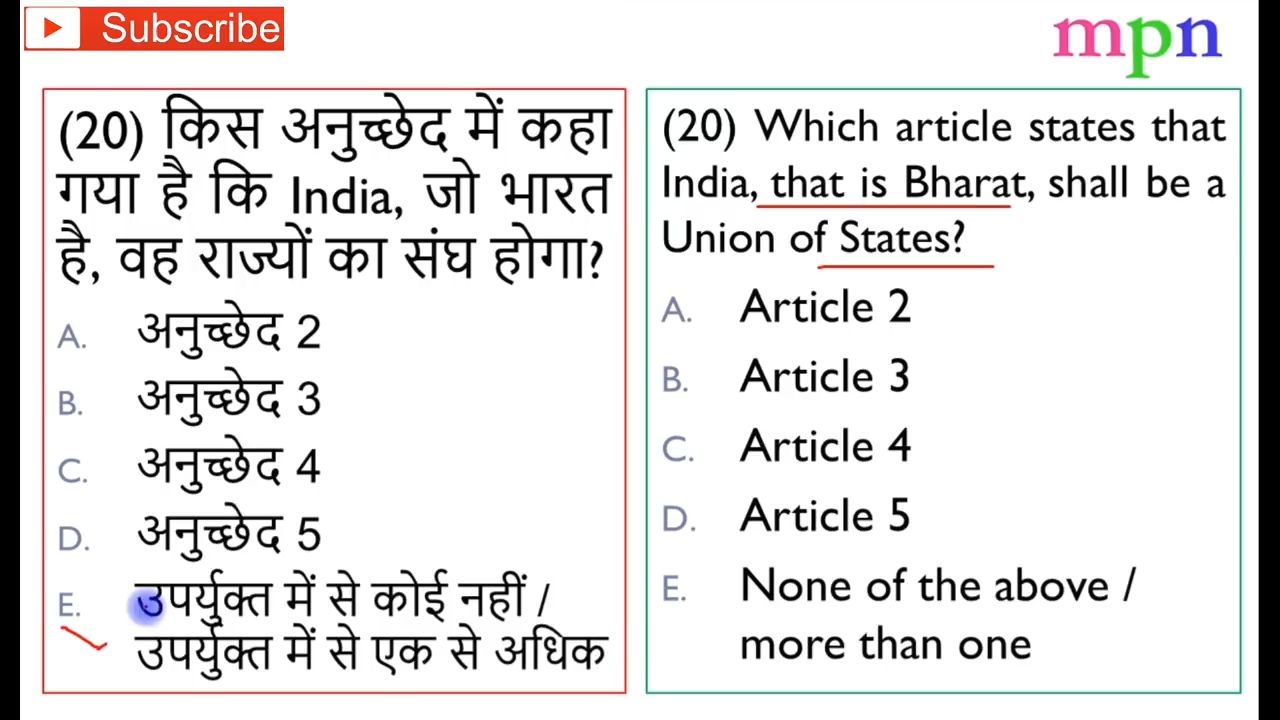 Subscribe
mpn
(20) किस अनुच्छेद में कहा
गया है कि India, जो भारत
है, वह राज्यों का संघ होगा?
A. अनुच्छेद 2
B. अनुच्छेद 3
C. अनुच्छेद 4
D. अनुच्छेद 5
E. उपर्युक्त में से कोई नहीं /
उपर्युक्त में से एक से अधिक
(20) Which article states that
India, that is Bharat, shall be a
Union of States?
A. Article 2
B. Article 3
C. Article 4
D. Article 5
E. None of the above /
more than one